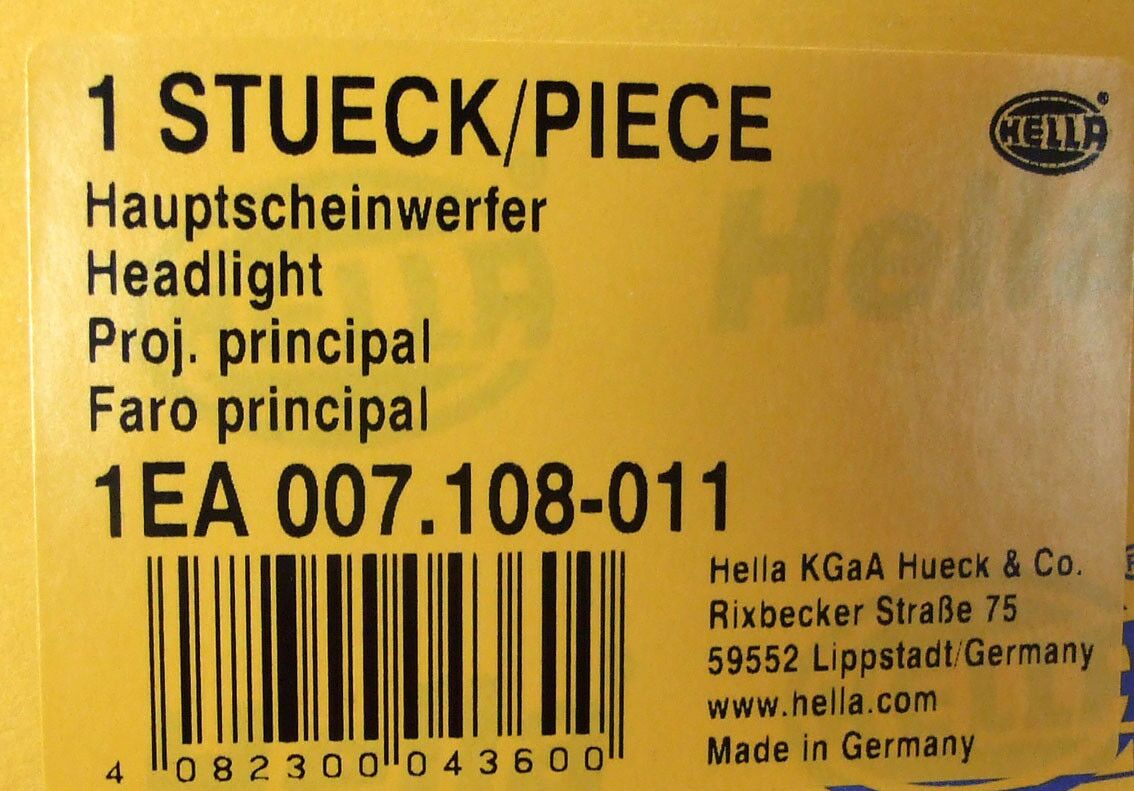 1 STUECK/PIECE
HELLA®
Hauptscheinwerfer
Headlight
Proj. principal
Faro principal
1EA 007.108-011
4 082300 043600
Hella KGaA Hueck & Co.
Rixbecker Straße 75
59552 Lippstadt/Germany
www.hella.com
Made in Germany